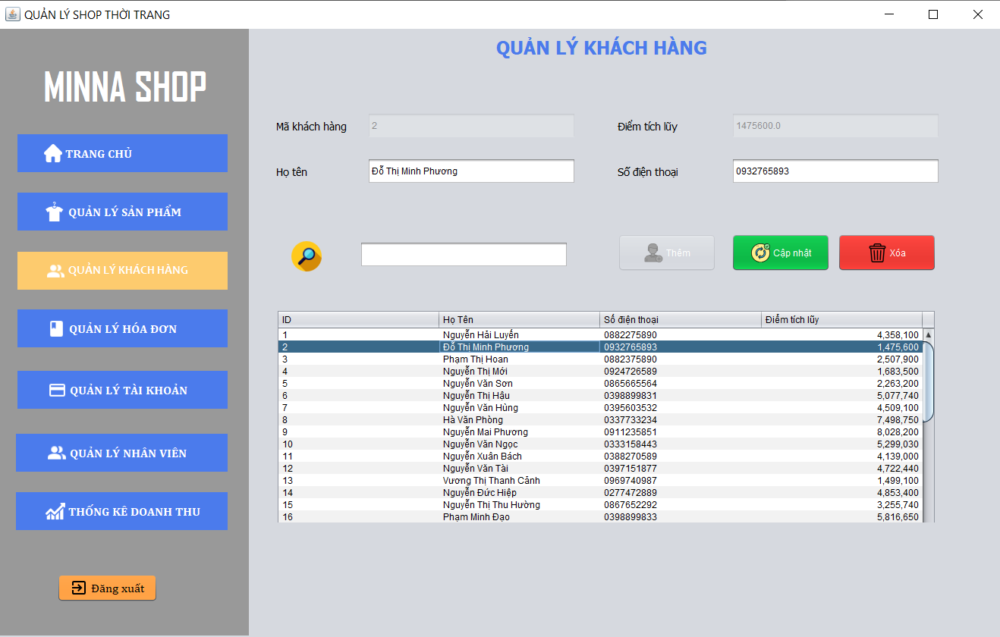 QUẢN LÝ SHOP THỜI TRANG
MINNA SHOP
TRANG CHỦ
QUẢN LÝ SẢN PHẨM
QUẢN LÝ KHÁCH HÀNG
QUẢN LÝ HÓA ĐƠN
QUẢN LÝ TÀI KHOẢN
QUẢN LÝ NHÂN VIÊN
THỐNG KÊ DOANH THU
Đăng xuất
QUẢN LÝ KHÁCH HÀNG
Mã khách hàng 2 Điểm tích lũy 1475600.0
Họ tên Đỗ Thị Minh Phương Số điện thoại 0932765893
Thêm Cập nhật Xóa
ID Họ Tên Số điện thoại Điểm tích lũy
1 Nguyễn Hải Luyến 0882275890 4,358,100
2 Đỗ Thị Minh Phương 0932765893 1,475,600
3 Phạm Thị Hoan 0882375890 2,507,900
4 Nguyễn Thị Mới 0924726589 1,683,500
5 Nguyễn Văn Sơn 0865665564 2,263,200
6 Nguyễn Thị Hậu 0398899831 5,077,740
7 Nguyễn Văn Hùng 0395603532 4,509,100
8 Hà Văn Phòng 0337733234 7,498,750
9 Nguyễn Mai Phương 0911235851 8,028,200
10 Nguyễn Văn Ngọc 0333158443 5,299,030
11 Nguyễn Xuân Bách 0388270589 4,139,000
12 Nguyễn Văn Tài 0397151877 4,722,440
13 Vương Thị Thanh Cảnh 0969740987 1,499,100
14 Nguyễn Đức Hiệp 0277472889 4,853,400
15 Nguyễn Thị Thu Hường 0867652292 3,255,740
16 Phạm Minh Đạo 0398899833 5,816,650